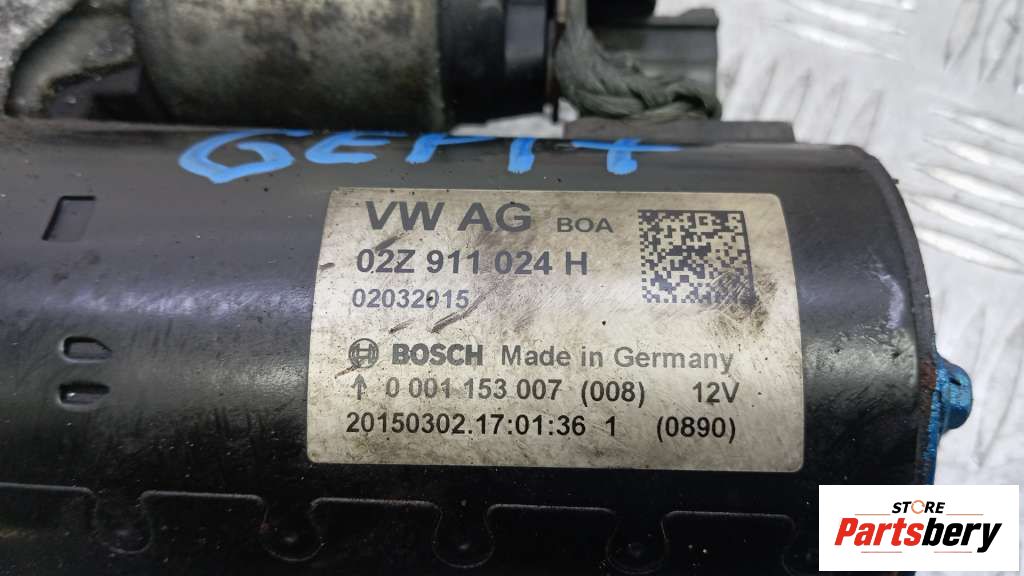 VW AG BOA
02Z 911 024 H
02032015
BOSCH Made in Germany
↑ 0 001 153 007 (008) 12V
20150302.17:01:36 1 (0890)
STORE
Partsbery